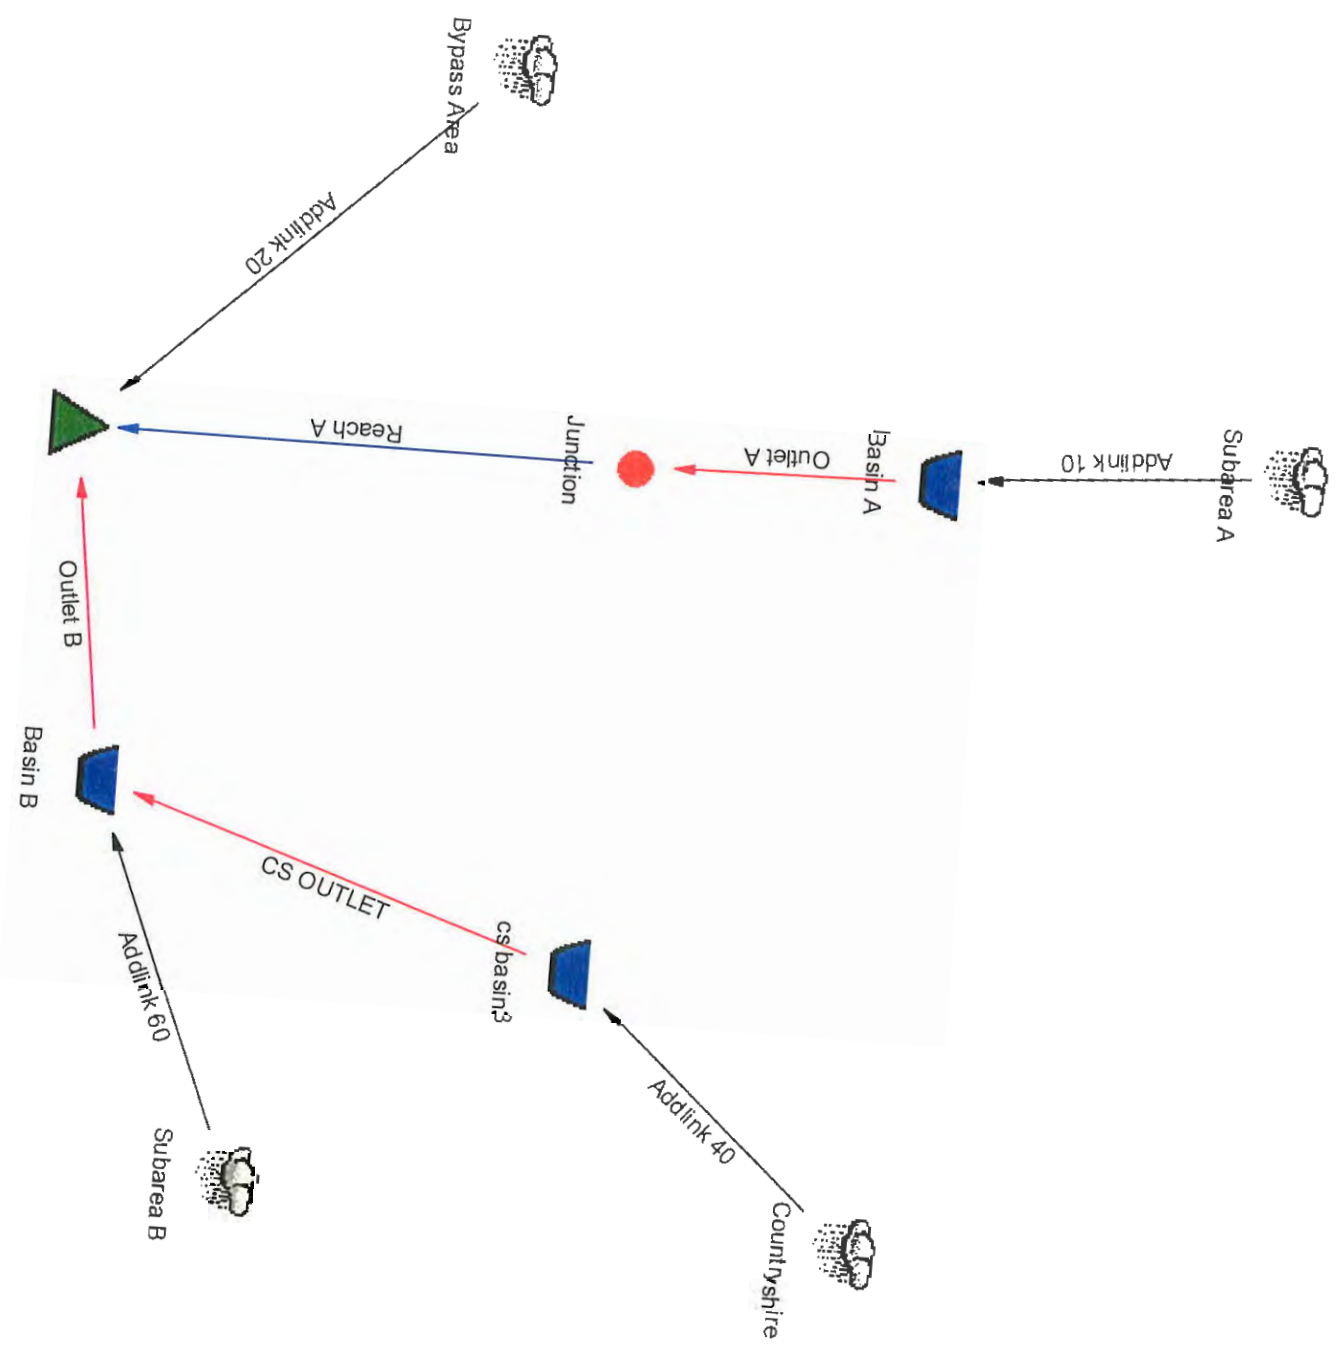 Bypass Area
Addlink 20
Reach A
Junction
Outlet A
Basin A
Addlink 10
Subarea A
Outlet B
Basin B
CS OUTLET
cs basin3
Addlink 60
Addlink 40
Subarea B
Countryshire